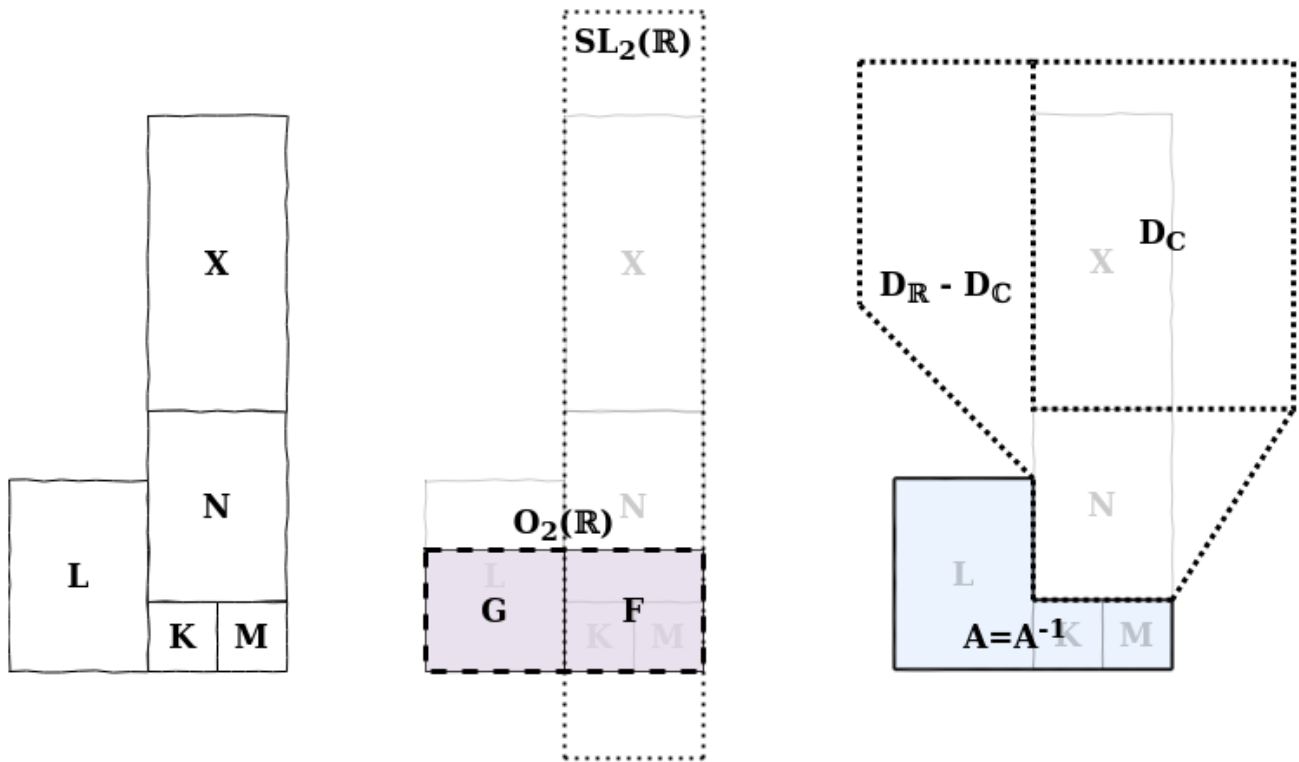 X
N
L
K M
SL₂(ℝ)
X
O₂(ℝ) N
L
G F
K M
D_C
X
D_ℝ - D_ℂ
N
L
A=A⁻¹ K M